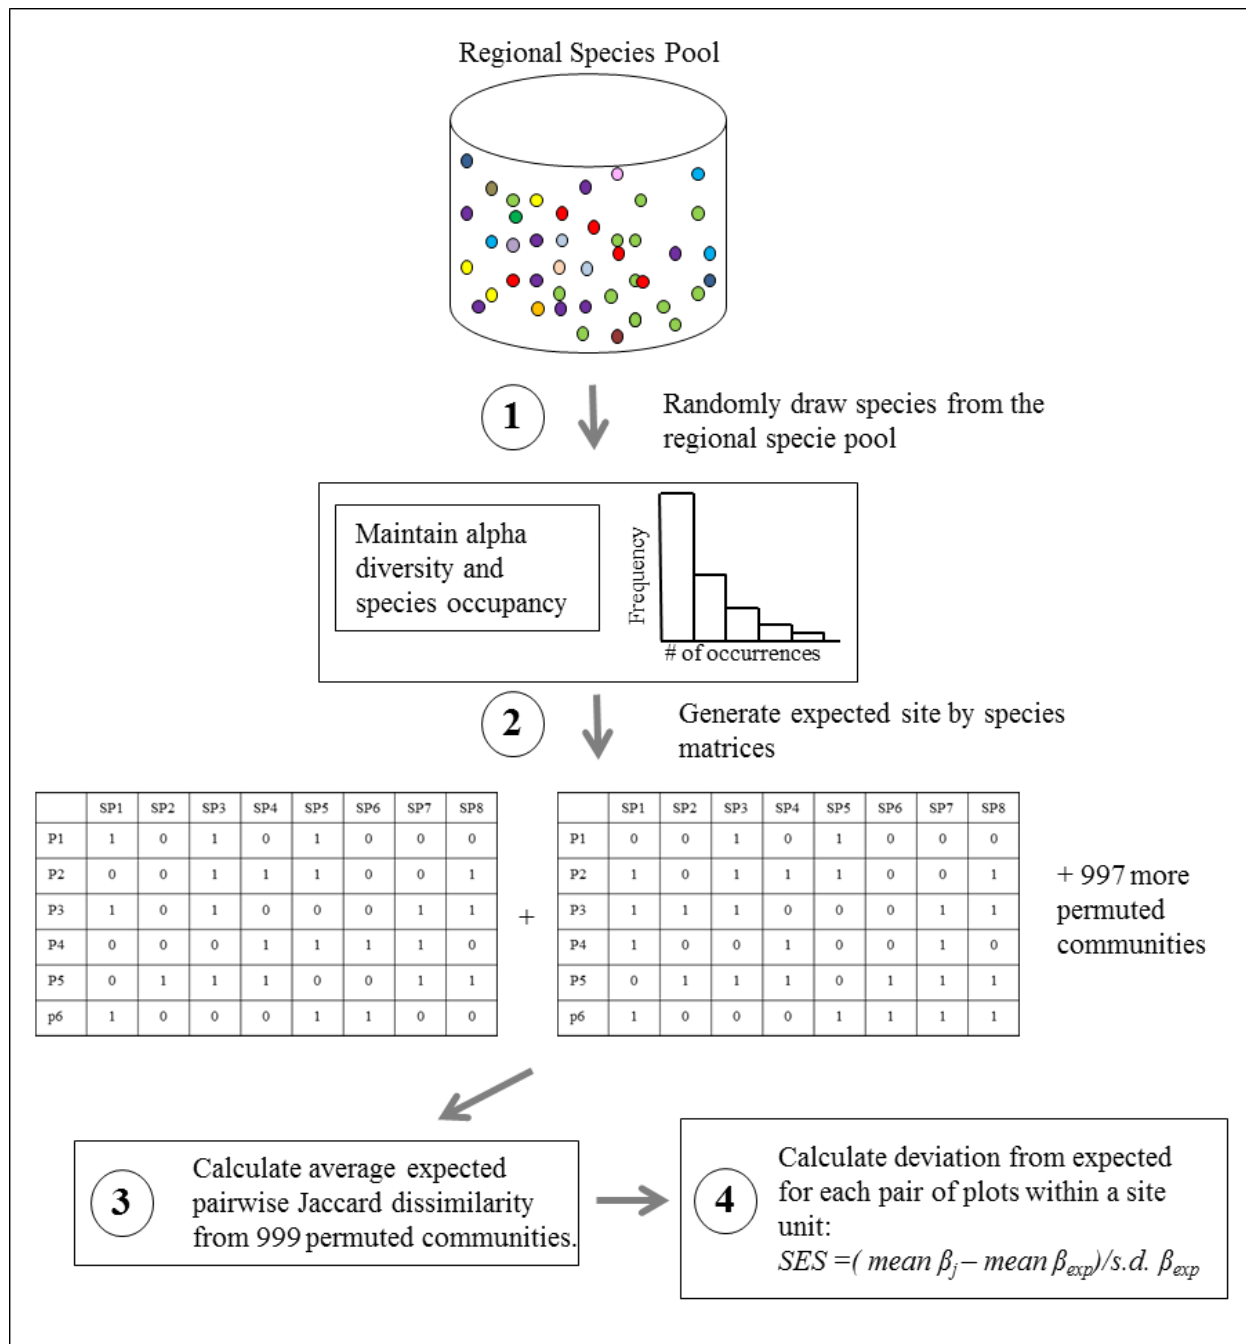 Regional Species Pool
1
Randomly draw species from the
regional specie pool
Maintain alpha
diversity and
species occupancy
Frequency
# of occurrences
2
Generate expected site by species
matrices
SP1 SP2 SP3 SP4 SP5 SP6 SP7 SP8
P1 1 0 1 0 1 0 0 0
P2 0 0 1 1 1 0 0 1
P3 1 0 1 0 0 0 1 1
P4 0 0 0 1 1 1 1 0
P5 0 1 1 1 0 0 1 1
p6 1 0 0 0 1 1 0 0
+
SP1 SP2 SP3 SP4 SP5 SP6 SP7 SP8
P1 0 0 1 0 1 0 0 0
P2 1 0 1 1 1 0 0 1
P3 1 1 1 0 0 0 1 1
P4 1 0 0 1 0 0 1 0
P5 0 1 1 1 0 1 1 1
p6 1 0 0 0 1 1 1 1
+ 997 more
permuted
communities
3
Calculate average expected
pairwise Jaccard dissimilarity
from 999 permuted communities.
4
Calculate deviation from expected
for each pair of plots within a site
unit:
SES =( mean βj – mean βexp)/s.d. βexp